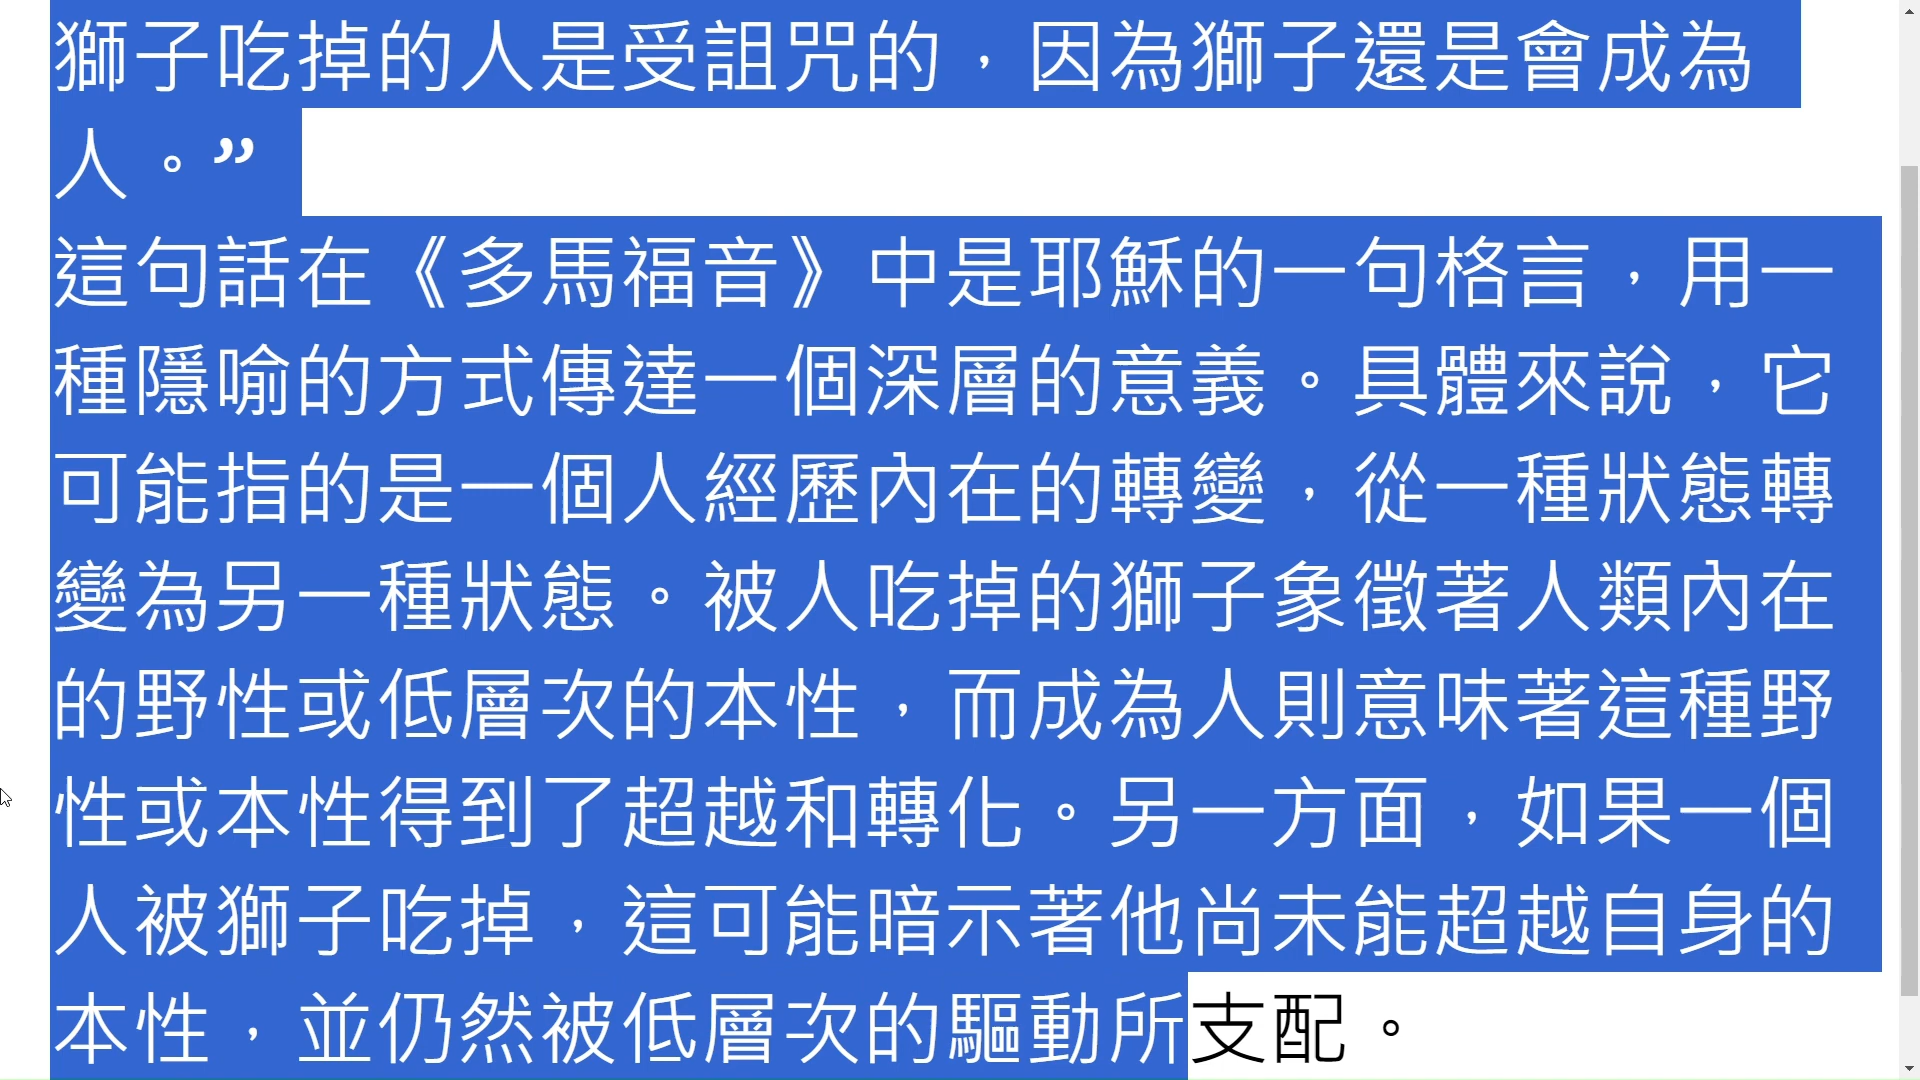 獅子吃掉的人是受詛咒的，因為獅子還是會成為
人。”
這句話在《多馬福音》中是耶穌的一句格言，用一
種隱喻的方式傳達一個深層的意義。具體來說，它
可能指的是一個人經歷內在的轉變，從一種狀態轉
變為另一種狀態。被人吃掉的獅子象徵著人類內在
的野性或低層次的本性，而成為人則意味著這種野
性或本性得到了超越和轉化。另一方面，如果一個
人被獅子吃掉，這可能暗示著他尚未能超越自身的
本性，並仍然被低層次的驅動所支配。